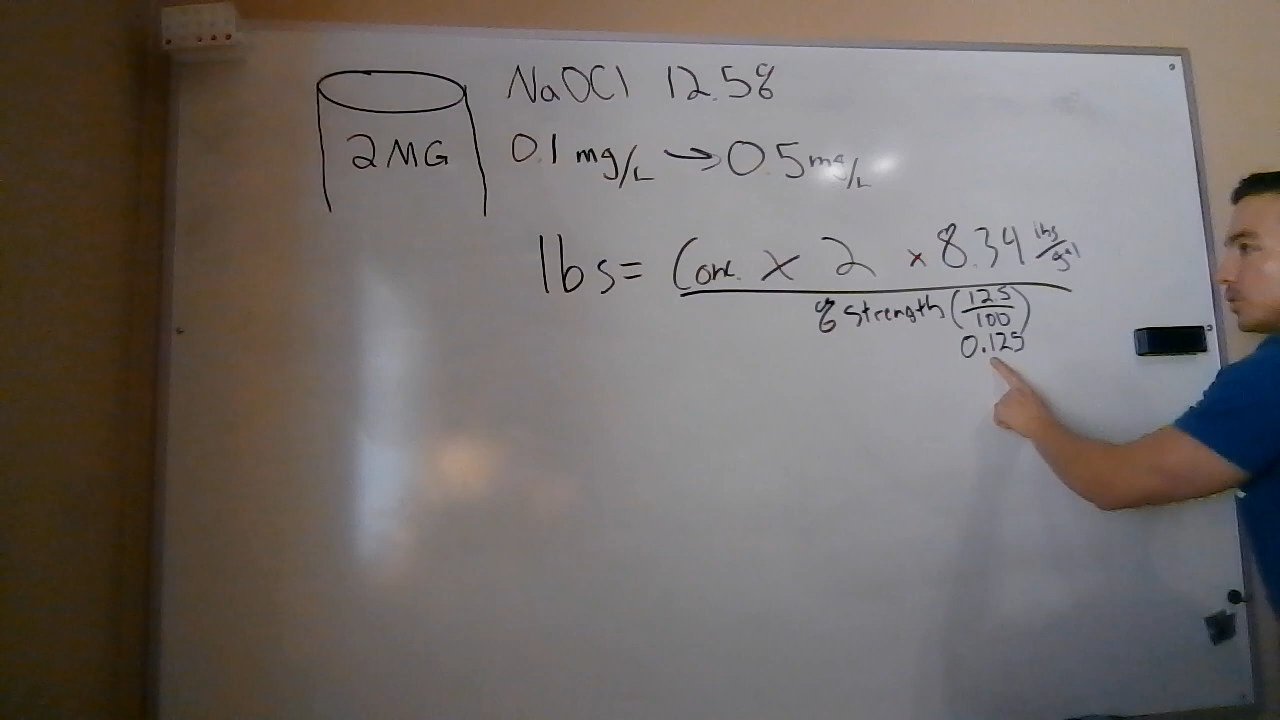 NaOCl 12.5%
2MG
0.1 mg/L → 0.5 mg/L
lbs = Conc. × 2 × 8.34 lbs/gal
% strength (12.5/100)
0.125